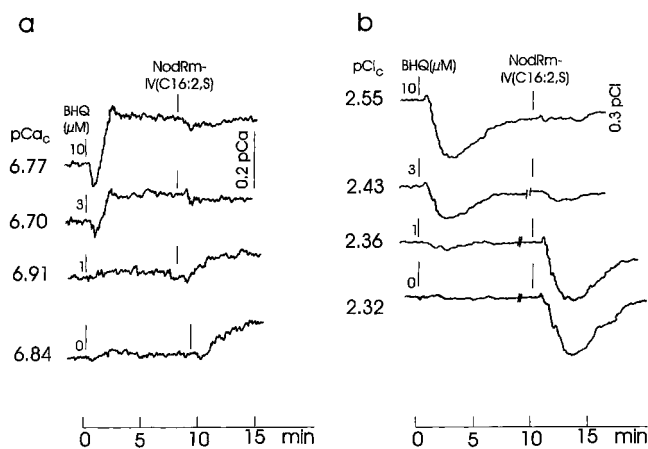 a
NodRm-
IV(C16:2,S)
BHQ
(μM)
pCa_c
10
6.77
0.2 pCa
3
6.70
1
6.91
0
6.84
0 5 10 15 min
b
NodRm-
IV(C16:2,S)
pCl_c BHQ(μM)
10
2.55
0.3 pCl
3
2.43
1
2.36
0
2.32
0 5 10 15 min